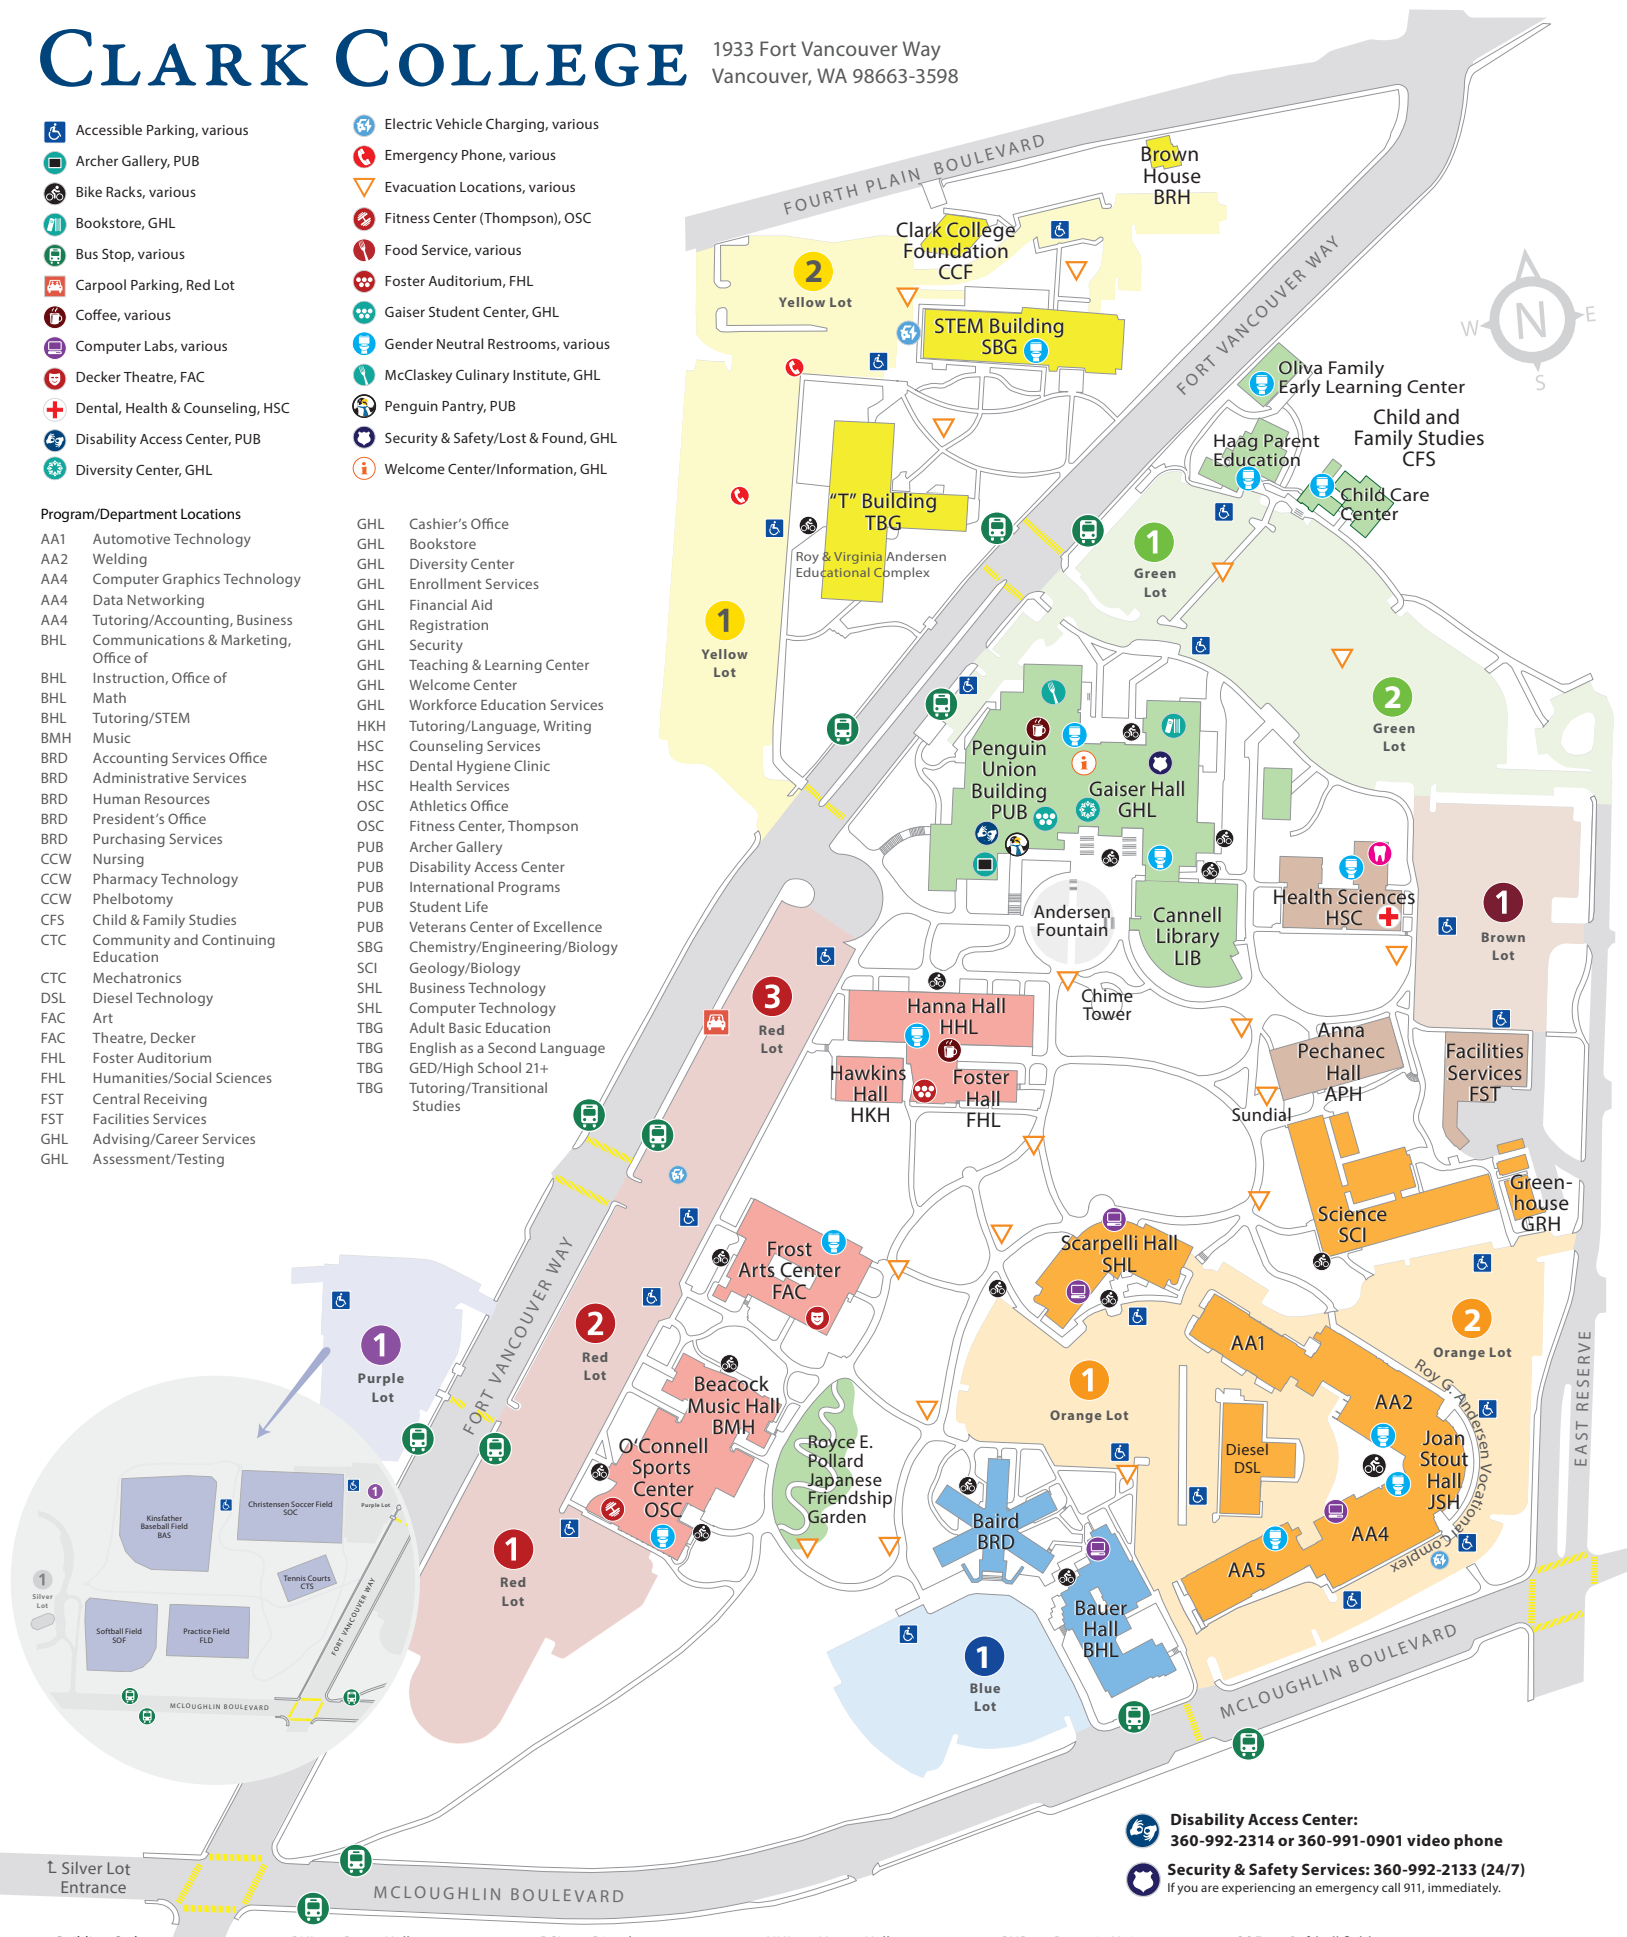 CLARK COLLEGE
1933 Fort Vancouver Way
Vancouver, WA 98663-3598
Accessible Parking, various
Archer Gallery, PUB
Bike Racks, various
Bookstore, GHL
Bus Stop, various
Carpool Parking, Red Lot
Coffee, various
Computer Labs, various
Decker Theatre, FAC
Dental, Health & Counseling, HSC
Disability Access Center, PUB
Diversity Center, GHL
Electric Vehicle Charging, various
Emergency Phone, various
Evacuation Locations, various
Fitness Center (Thompson), OSC
Food Service, various
Foster Auditorium, FHL
Gaiser Student Center, GHL
Gender Neutral Restrooms, various
McClaskey Culinary Institute, GHL
Penguin Pantry, PUB
Security & Safety/Lost & Found, GHL
Welcome Center/Information, GHL
Program/Department Locations
AA1 Automotive Technology
AA2 Welding
AA4 Computer Graphics Technology
AA4 Data Networking
AA4 Tutoring/Accounting, Business
BHL Communications & Marketing,
Office of
BHL Instruction, Office of
BHL Math
BHL Tutoring/STEM
BMH Music
BRD Accounting Services Office
BRD Administrative Services
BRD Human Resources
BRD President's Office
BRD Purchasing Services
CCW Nursing
CCW Pharmacy Technology
CCW Phelbotomy
CFS Child & Family Studies
CTC Community and Continuing
Education
CTC Mechatronics
DSL Diesel Technology
FAC Art
FAC Theatre, Decker
FHL Foster Auditorium
FHL Humanities/Social Sciences
FST Central Receiving
FST Facilities Services
GHL Advising/Career Services
GHL Assessment/Testing
GHL Cashier's Office
GHL Bookstore
GHL Diversity Center
GHL Enrollment Services
GHL Financial Aid
GHL Registration
GHL Security
GHL Teaching & Learning Center
GHL Welcome Center
GHL Workforce Education Services
HKH Tutoring/Language, Writing
HSC Counseling Services
HSC Dental Hygiene Clinic
HSC Health Services
OSC Athletics Office
OSC Fitness Center, Thompson
PUB Archer Gallery
PUB Disability Access Center
PUB International Programs
PUB Student Life
PUB Veterans Center of Excellence
SBG Chemistry/Engineering/Biology
SCI Geology/Biology
SHL Business Technology
SHL Computer Technology
TBG Adult Basic Education
TBG English as a Second Language
TBG GED/High School 21+
TBG Tutoring/Transitional
Studies
FOURTH PLAIN BOULEVARD
Brown
House
BRH
Clark College
Foundation
CCF
2
Yellow Lot
STEM Building
SBG
FORT VANCOUVER WAY
N
W
E
S
Oliva Family
Early Learning Center
Child and
Family Studies
CFS
Haag Parent
Education
Child Care
Center
"T" Building
TBG
Roy & Virginia Andersen
Educational Complex
1
Yellow
Lot
1
Green
Lot
2
Green
Lot
Penguin
Union
Building
PUB
Gaiser Hall
GHL
Andersen
Fountain
Cannell
Library
LIB
Health Sciences
HSC
1
Brown
Lot
3
Red
Lot
Hanna Hall
HHL
Chime
Tower
Hawkins
Hall
HKH
Foster
Hall
FHL
Anna
Pechanec
Hall
APH
Facilities
Services
FST
Sundial
Science
SCI
Green-
house
GRH
Scarpelli Hall
SHL
Frost
Arts Center
FAC
FORT VANCOUVER WAY
2
Red
Lot
1
Purple
Lot
Beacock
Music Hall
BMH
O'Connell
Sports
Center
OSC
Royce E.
Pollard
Japanese
Friendship
Garden
1
Orange Lot
2
Orange Lot
AA1
AA2
Roy G. Andersen Vocational Complex
Joan
Stout
Hall
JSH
Diesel
DSL
AA4
AA5
EAST RESERVE
Baird
BRD
Bauer
Hall
BHL
1
Blue
Lot
1
Red
Lot
MCLOUGHLIN BOULEVARD
Kinsfather
Baseball Field
BAS
Christensen Soccer Field
SOC
1
Purple Lot
Tennis Courts
CTS
1
Silver
Lot
Softball Field
SOF
Practice Field
FLD
FORT VANCOUVER WAY
MCLOUGHLIN BOULEVARD
Silver Lot
Entrance
MCLOUGHLIN BOULEVARD
Disability Access Center:
360-992-2314 or 360-991-0901 video phone
Security & Safety Services: 360-992-2133 (24/7)
If you are experiencing an emergency call 911, immediately.